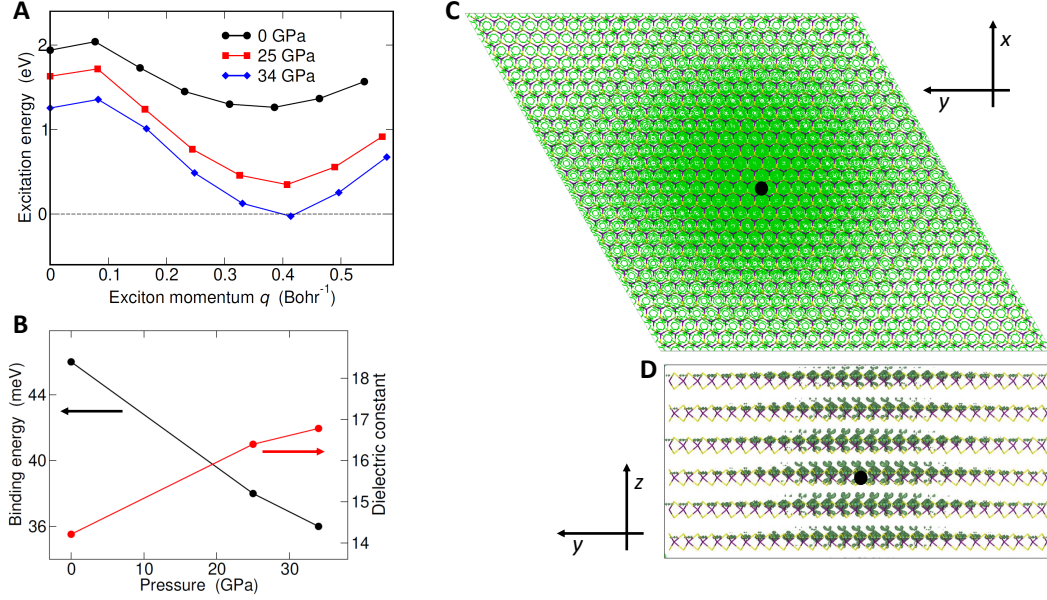 A
2
1
0
Excitation energy (eV)
0 GPa
25 GPa
34 GPa
0
0.1
0.2
0.3
0.4
0.5
Exciton momentum q (Bohr⁻¹)
B
44
40
36
Binding energy (meV)
18
17
16
15
14
Dielectric constant
0
10
20
30
Pressure (GPa)
C
x
y
D
z
y